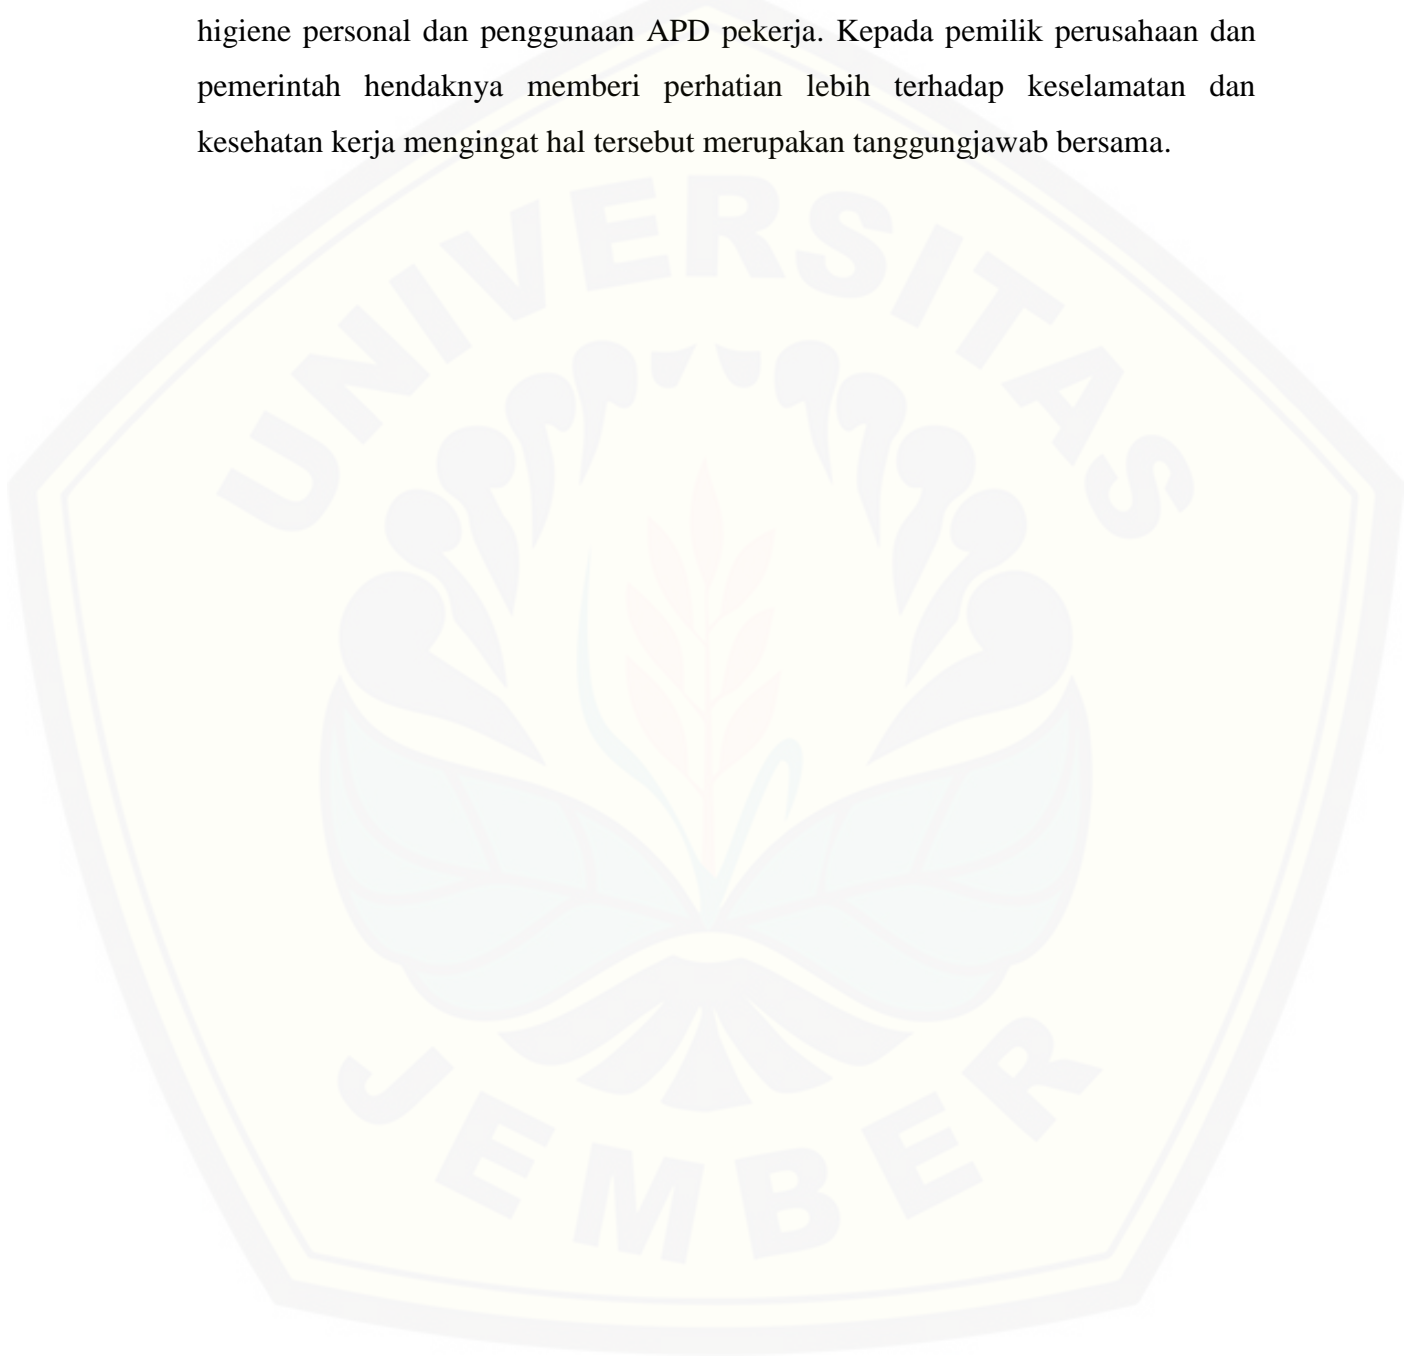 higiene personal dan penggunaan APD pekerja. Kepada pemilik perusahaan dan
pemerintah hendaknya memberi perhatian lebih terhadap keselamatan dan
kesehatan kerja mengingat hal tersebut merupakan tanggungjawab bersama.
UNIVERSITAS
JEMBER